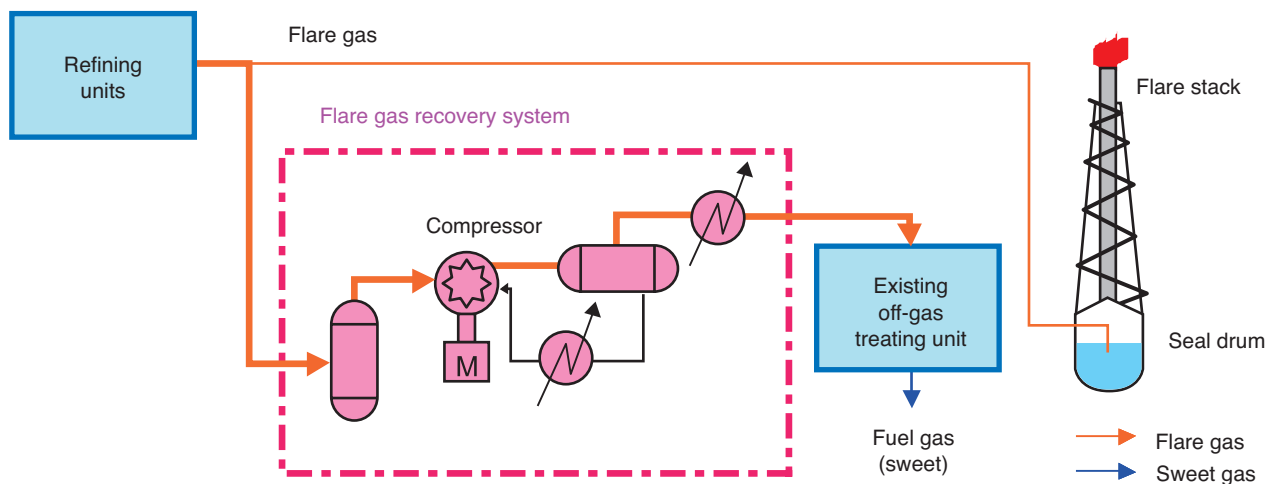 Flare gas
Refining
units
Flare stack
Flare gas recovery system
Compressor
M
Existing
off-gas
treating unit
Seal drum
Fuel gas
(sweet)
Flare gas
Sweet gas